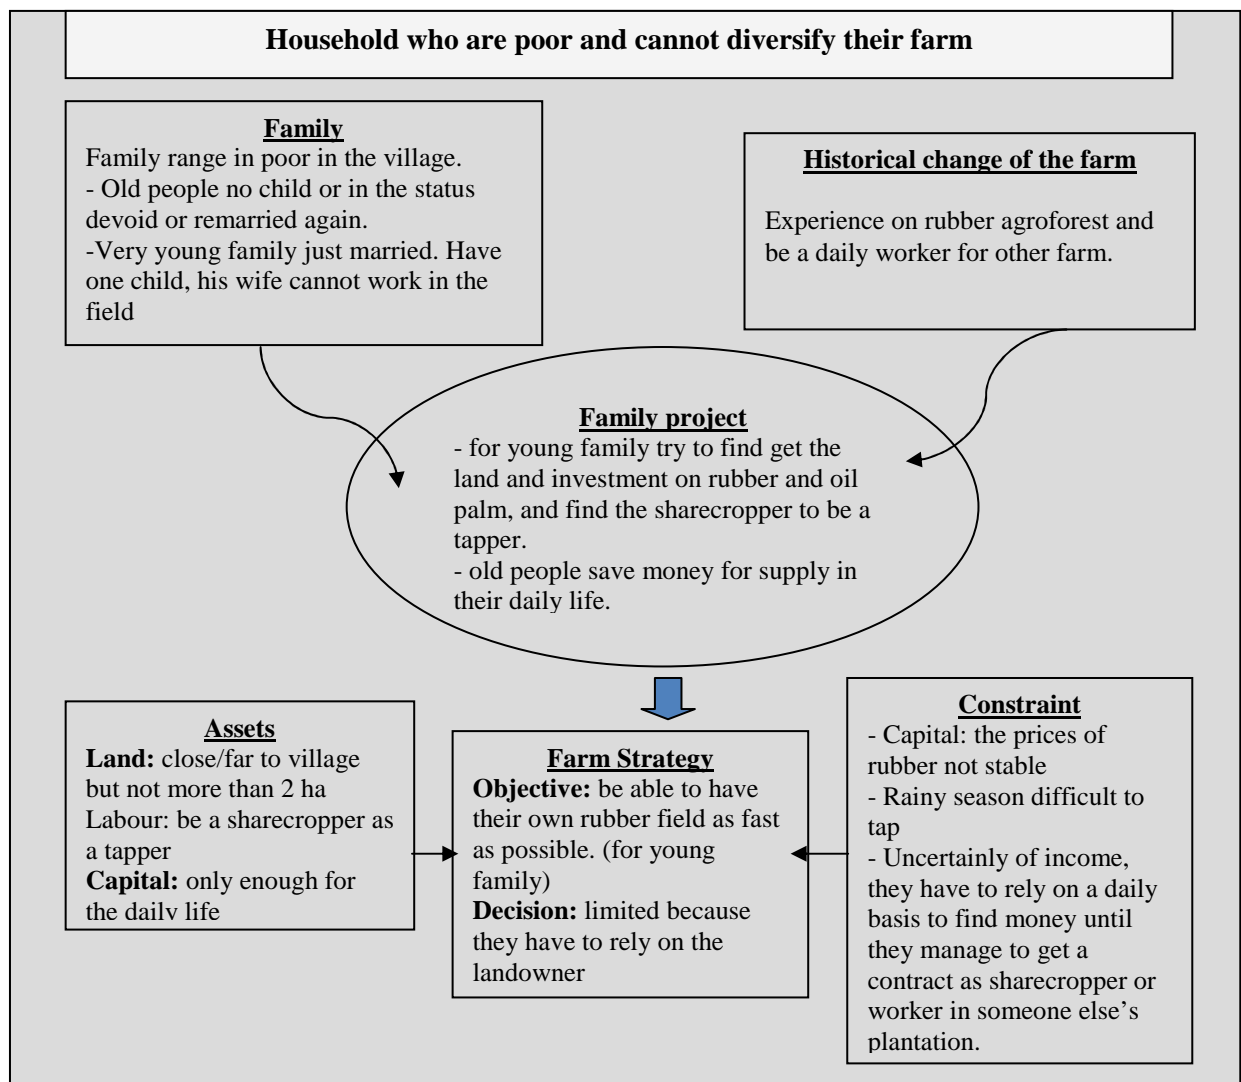 Household who are poor and cannot diversify their farm
Family
Family range in poor in the village.
- Old people no child or in the status
devoid or remarried again.
-Very young family just married. Have
one child, his wife cannot work in the
field
Historical change of the farm
Experience on rubber agroforest and
be a daily worker for other farm.
Family project
- for young family try to find get the
land and investment on rubber and oil
palm, and find the sharecropper to be a
tapper.
- old people save money for supply in
their daily life.
Assets
Land: close/far to village
but not more than 2 ha
Labour: be a sharecropper as
a tapper
Capital: only enough for
the daily life
Farm Strategy
Objective: be able to have
their own rubber field as fast
as possible. (for young
family)
Decision: limited because
they have to rely on the
landowner
Constraint
- Capital: the prices of
rubber not stable
- Rainy season difficult to
tap
- Uncertainly of income,
they have to rely on a daily
basis to find money until
they manage to get a
contract as sharecropper or
worker in someone else’s
plantation.